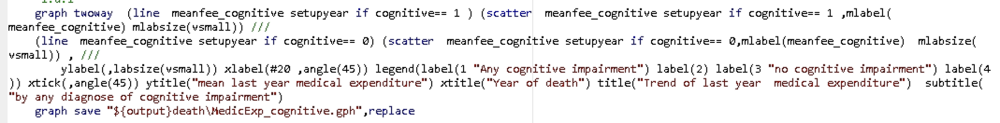 graph twoway  (line  meanfee_cognitive setupyear if cognitive== 1 ) (scatter  meanfee_cognitive setupyear if cognitive== 1 ,mlabel(
meanfee_cognitive) mlabsize(vsmall)) ///
(line  meanfee_cognitive setupyear if cognitive== 0) (scatter  meanfee_cognitive setupyear if cognitive== 0,mlabel(meanfee_cognitive)  mlabsize(
vsmall)) , ///
ylabel(,labsize(vsmall)) xlabel(#20 ,angle(45)) legend(label(1 "Any cognitive impairment") label(2) label(3 "no cognitive impairment") label(4
)) xtick(,angle(45)) ytitle("mean last year medical expenditure") xtitle("Year of death") title("Trend of last year  medical expenditure")  subtitle(
"by any diagnose of cognitive impairment")
graph save "${output}death\MedicExp_cognitive.gph",replace